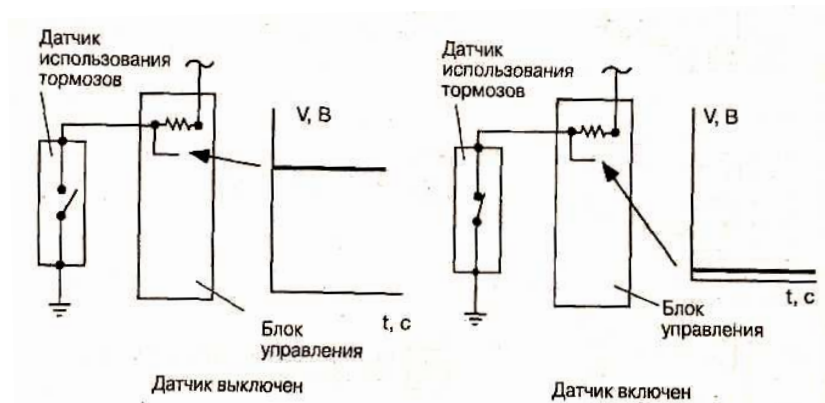 Датчик
использования
тормозов
V, В
t, с
Блок
управления
Датчик выключен
Датчик
использования
тормозов
V, В
t, с
Блок
управления
Датчик включен